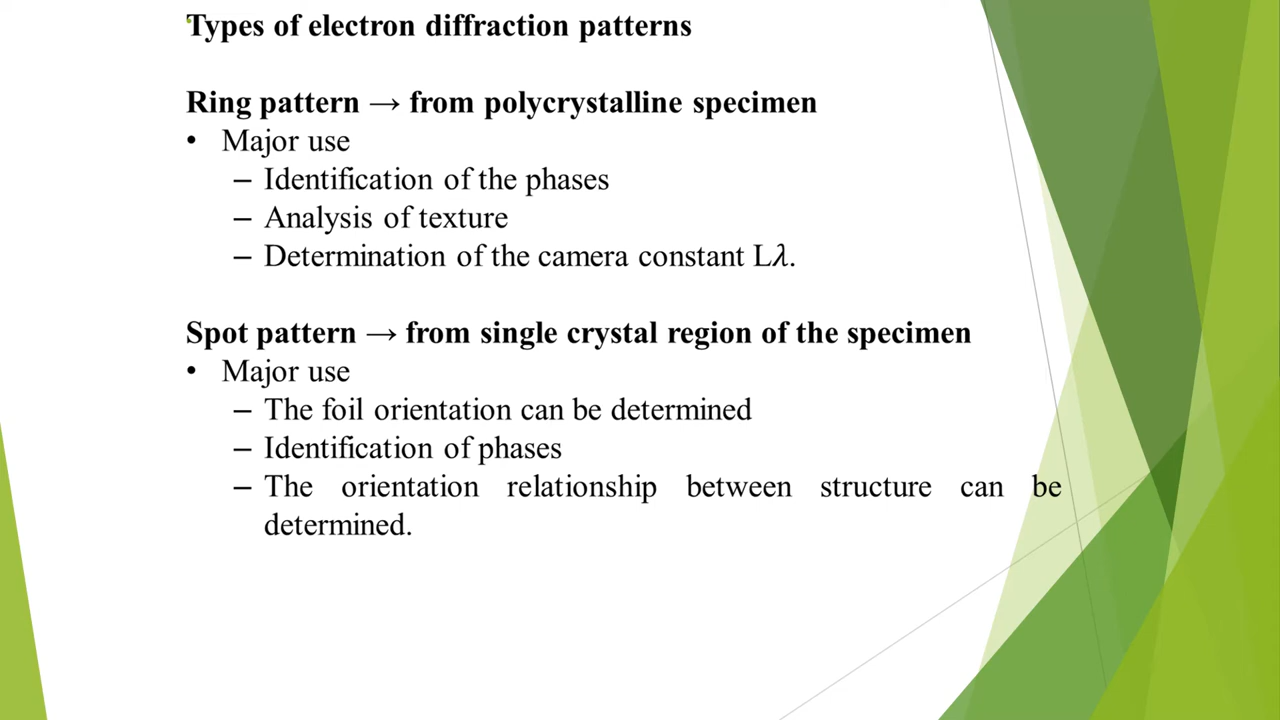 Types of electron diffraction patterns
Ring pattern → from polycrystalline specimen
• Major use
– Identification of the phases
– Analysis of texture
– Determination of the camera constant L𝜆.
Spot pattern → from single crystal region of the specimen
• Major use
– The foil orientation can be determined
– Identification of phases
– The orientation relationship between structure can be
determined.